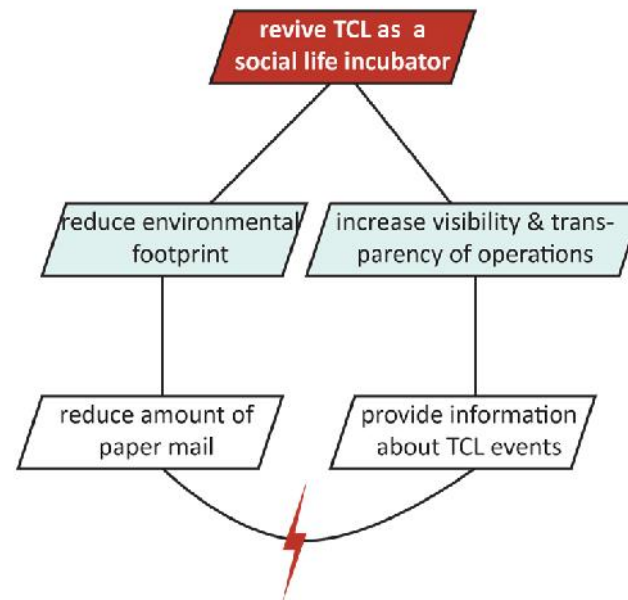 revive TCL as a
social life incubator
reduce environmental
footprint
increase visibility & trans-
parency of operations
reduce amount of
paper mail
provide information
about TCL events